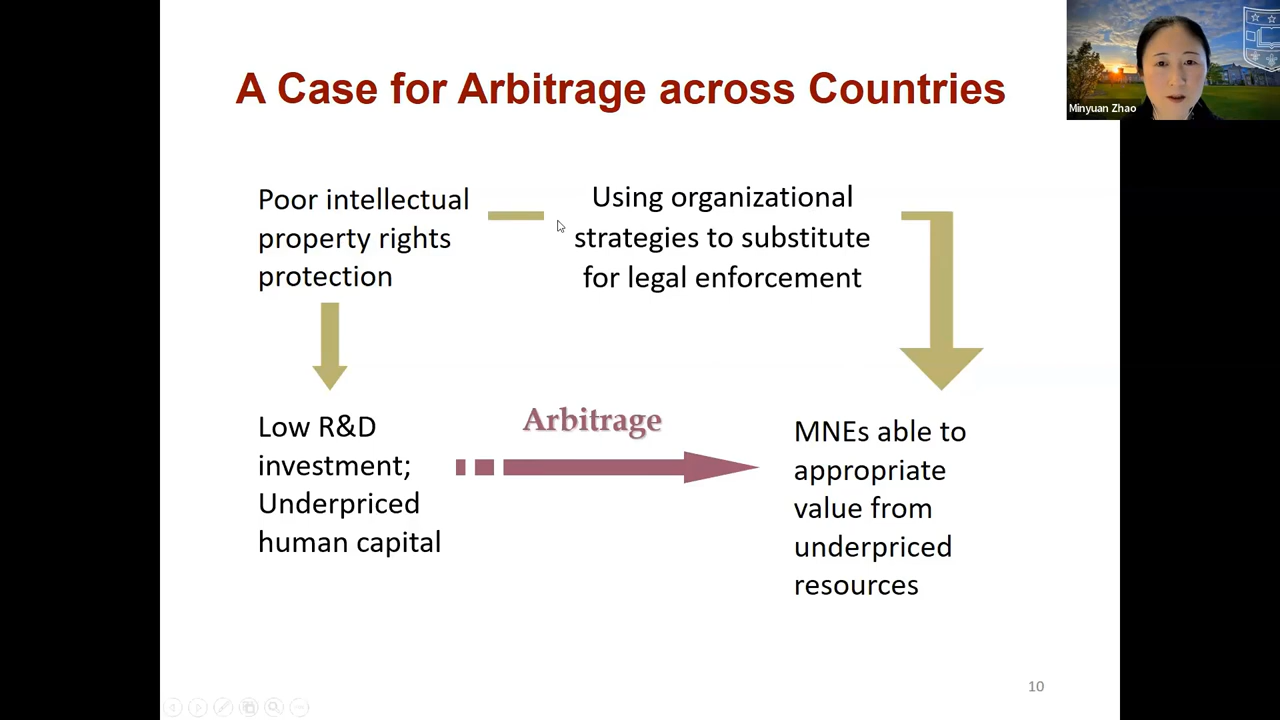 A Case for Arbitrage across Countries
Minyuan Zhao
Poor intellectual
property rights
protection
Using organizational
strategies to substitute
for legal enforcement
Low R&D
investment;
Underpriced
human capital
Arbitrage
MNEs able to
appropriate
value from
underpriced
resources
10